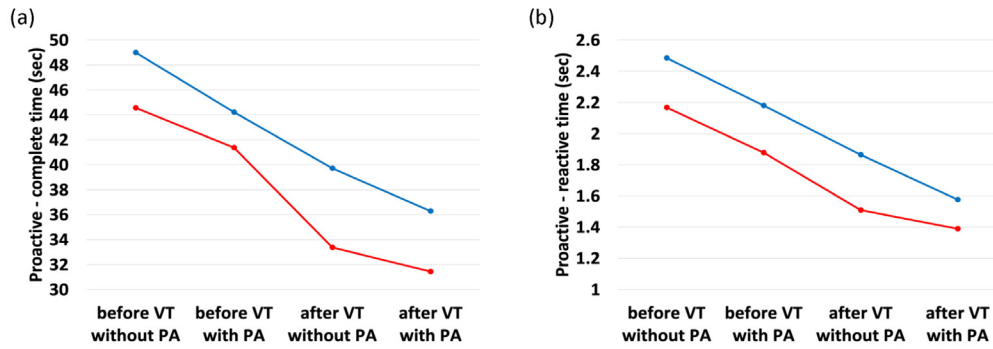 (a)
Proactive - complete time (sec)
50
48
46
44
42
40
38
36
34
32
30
before VT without PA
before VT with PA
after VT without PA
after VT with PA
(b)
Proactive - reactive time (sec)
2.6
2.4
2.2
2
1.8
1.6
1.4
1.2
1
before VT without PA
before VT with PA
after VT without PA
after VT with PA